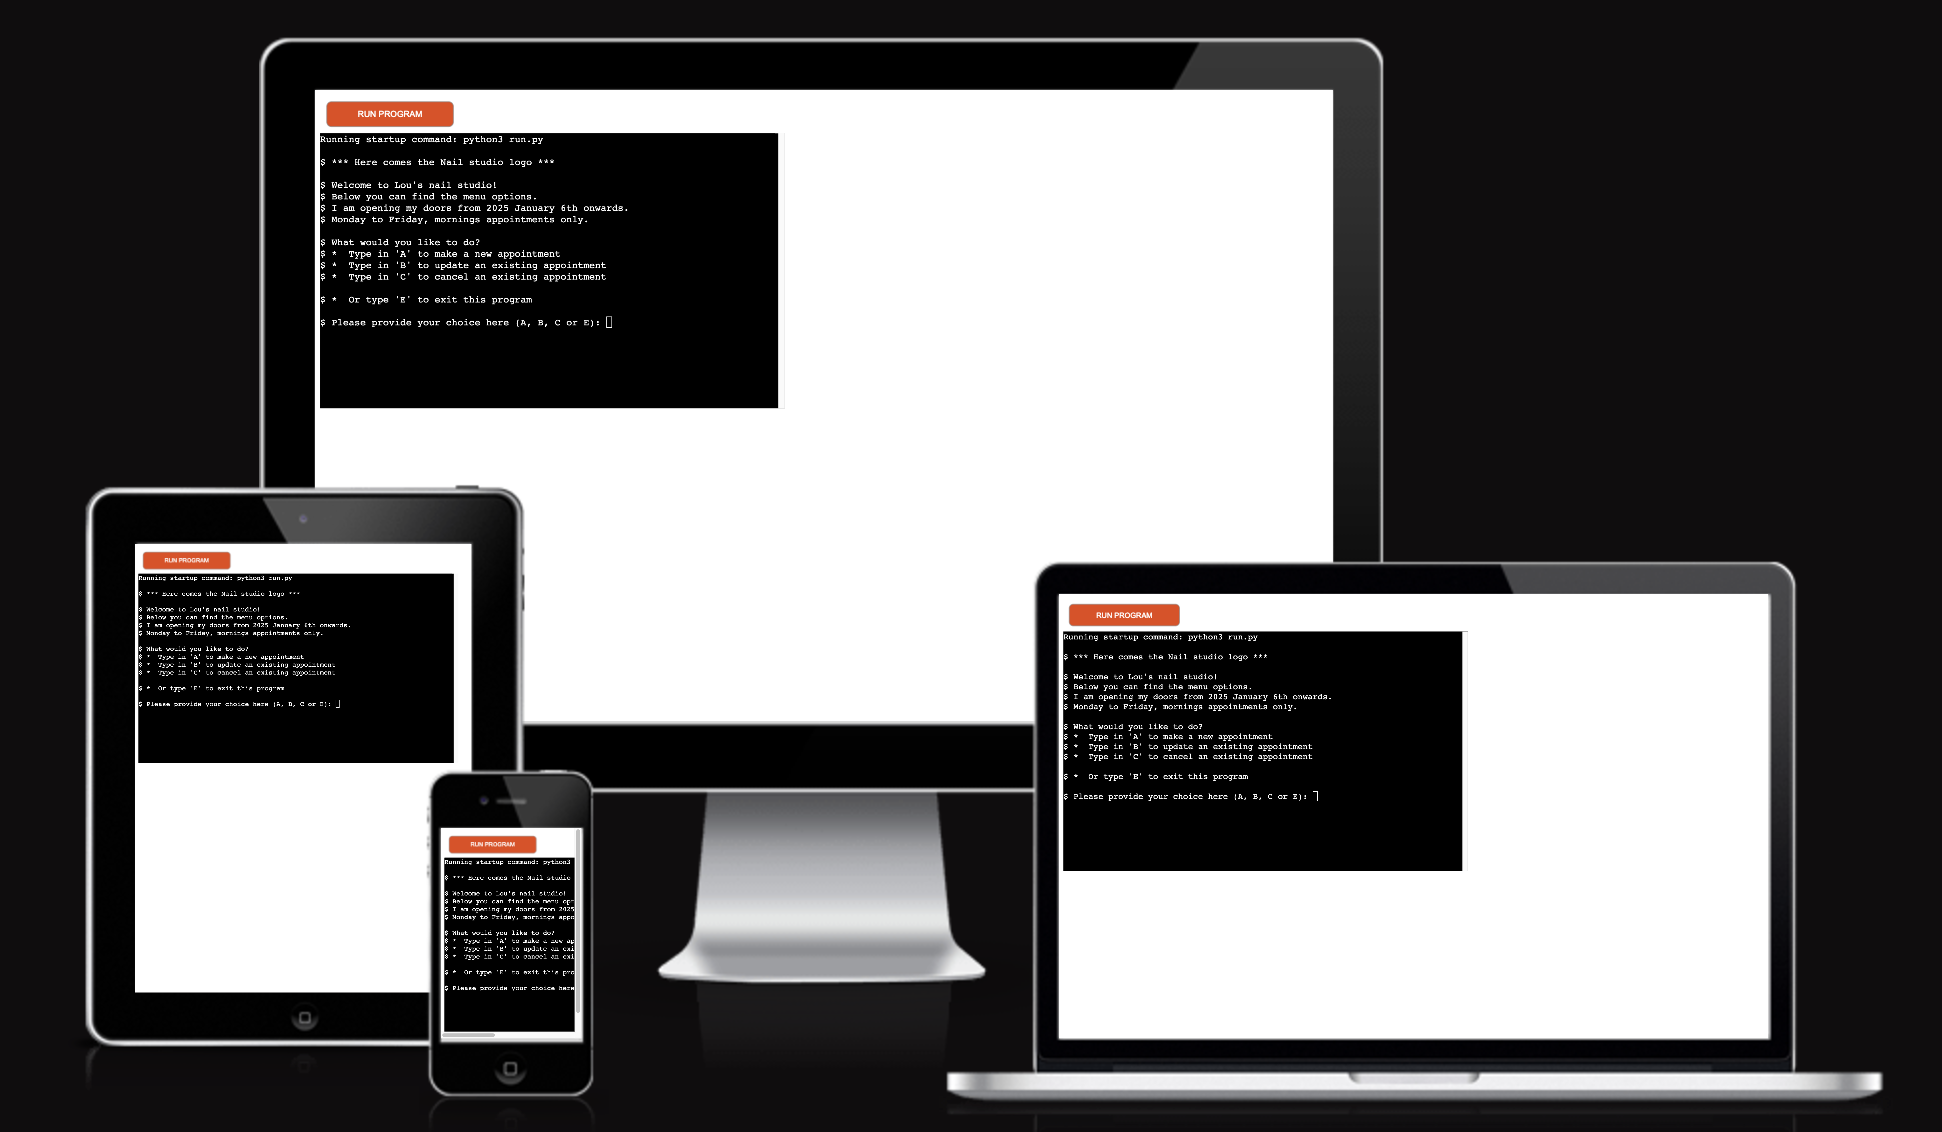 RUN PROGRAM
Running startup command: python3 run.py
$ *** Here comes the Nail studio logo ***
$ Welcome to Lou's nail studio!
$ Below you can find the menu options.
$ I am opening my doors from 2025 January 6th onwards.
$ Monday to Friday, mornings appointments only.
$ What would you like to do?
$ *  Type in 'A' to make a new appointment
$ *  Type in 'B' to update an existing appointment
$ *  Type in 'C' to cancel an existing appointment
$ *  Or type 'E' to exit this program
$ Please provide your choice here (A, B, C or E):
RUN PROGRAM
Running startup command: python3 run.py
$ *** Here comes the Nail studio logo ***
$ Welcome to Lou's nail studio!
$ Below you can find the menu options.
$ I am opening my doors from 2025 January 6th onwards.
$ Monday to Friday, mornings appointments only.
$ What would you like to do?
$ *  Type in 'A' to make a new appointment
$ *  Type in 'B' to update an existing appointment
$ *  Type in 'C' to cancel an existing appointment
$ *  Or type 'E' to exit this program
$ Please provide your choice here (A, B, C or E):
RUN PROGRAM
Running startup command: python3
$ *** Here comes the Nail studio
$ Welcome to Lou's nail studio!
$ Below you can find the menu opt
$ I am opening my doors from 2025
$ Monday to Friday, mornings appo
$ What would you like to do?
$ *  Type in 'A' to make a new ap
$ *  Type in 'B' to update an exi
$ *  Type in 'C' to cancel an exi
$ *  Or type 'E' to exit this pro
$ Please provide your choice here
RUN PROGRAM
Running startup command: python3 run.py
$ *** Here comes the Nail studio logo ***
$ Welcome to Lou's nail studio!
$ Below you can find the menu options.
$ I am opening my doors from 2025 January 6th onwards.
$ Monday to Friday, mornings appointments only.
$ What would you like to do?
$ *  Type in 'A' to make a new appointment
$ *  Type in 'B' to update an existing appointment
$ *  Type in 'C' to cancel an existing appointment
$ *  Or type 'E' to exit this program
$ Please provide your choice here (A, B, C or E):